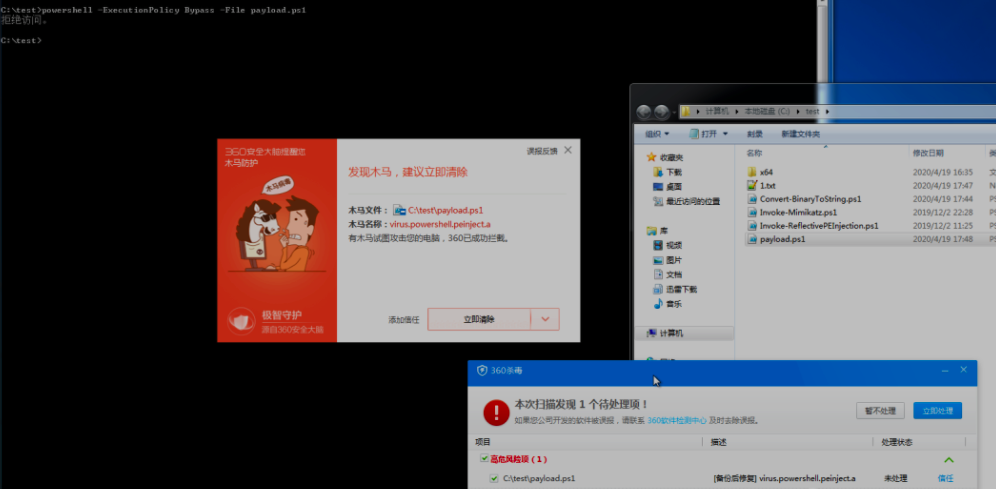 C:\test>powershell -ExecutionPolicy Bypass -File payload.ps1
拒绝访问。
C:\test>
计算机 本地磁盘 (C:) test
组织 打开 刻录 新建文件夹
收藏夹
下载
桌面
最近访问的位置
库
视频
图片
文档
迅雷下载
音乐
计算机
名称 修改日期
x64 2020/4/19 16:35
1.txt 2020/4/19 17:47
Convert-BinaryToString.ps1 2020/4/19 17:44
Invoke-Mimikatz.ps1 2019/12/2 22:28
Invoke-ReflectivePEInjection.ps1 2019/12/2 11:25
payload.ps1 2020/4/19 17:48
360安全大脑提醒您
木马防护
木马病毒
极智守护
源自360安全大脑
误报反馈
发现木马，建议立即清除
木马文件： C:\test\payload.ps1
木马名称： virus.powershell.peinject.a
有木马试图攻击您的电脑，360已成功拦截。
添加信任 立即清除
360杀毒
本次扫描发现 1 个待处理项！
如果您公司开发的软件被误报，请联系 360软件检测中心 及时去除误报。
暂不处理 立即处理
项目 描述 处理状态
高危风险项 ( 1 )
C:\test\payload.ps1 [备份后修复] virus.powershell.peinject.a 未处理 信任